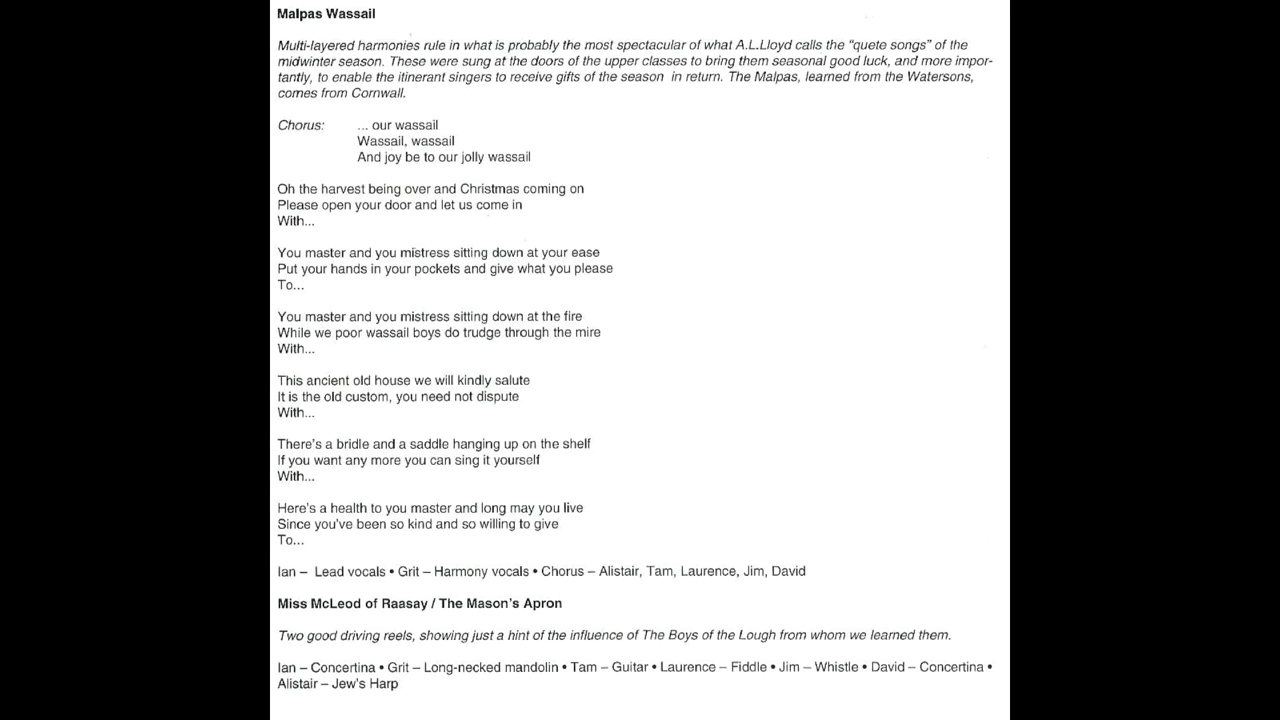 Malpas Wassail
Multi-layered harmonies rule in what is probably the most spectacular of what A.L.Lloyd calls the “quete songs” of the
midwinter season. These were sung at the doors of the upper classes to bring them seasonal good luck, and more impor-
tantly, to enable the itinerant singers to receive gifts of the season in return. The Malpas, learned from the Watersons,
comes from Cornwall.
Chorus: ... our wassail
Wassail, wassail
And joy be to our jolly wassail
Oh the harvest being over and Christmas coming on
Please open your door and let us come in
With...
You master and you mistress sitting down at your ease
Put your hands in your pockets and give what you please
To...
You master and you mistress sitting down at the fire
While we poor wassail boys do trudge through the mire
With...
This ancient old house we will kindly salute
It is the old custom, you need not dispute
With...
There's a bridle and a saddle hanging up on the shelf
If you want any more you can sing it yourself
With...
Here's a health to you master and long may you live
Since you've been so kind and so willing to give
To...
Ian – Lead vocals • Grit – Harmony vocals • Chorus – Alistair, Tam, Laurence, Jim, David
Miss McLeod of Raasay / The Mason's Apron
Two good driving reels, showing just a hint of the influence of The Boys of the Lough from whom we learned them.
Ian – Concertina • Grit – Long-necked mandolin • Tam – Guitar • Laurence – Fiddle • Jim – Whistle • David – Concertina •
Alistair – Jew's Harp